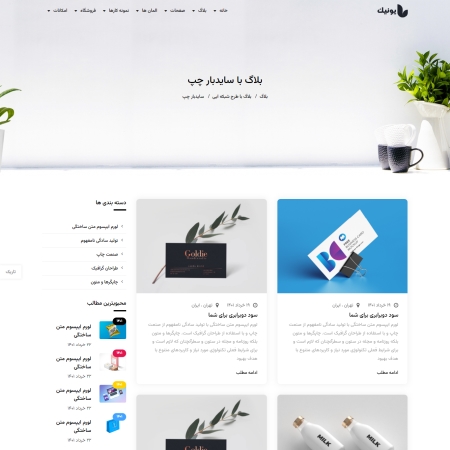 یونیک
خانه
بلاگ
صفحات
المان ها
نمونه کارها
فروشگاه
امکانات
بلاگ با سایدبار چپ
بلاگ / بلاگ با طرح شبکه ایی / سایدبار چپ
تاریک
۲۹ خرداد ۱۴۰۱
تهران ، ایران
سود دوبرابری برای شما
لورم ایپسوم متن ساختگی با تولید سادگی نامفهوم از صنعت
چاپ و با استفاده از طراحان گرافیک است. چاپگرها و متون
بلکه روزنامه و مجله در ستون و سطرآنچنان که لازم است و
برای شرایط فعلی تکنولوژی مورد نیاز و کاربردهای متنوع با
هدف بهبود
ادامه مطلب
Goldie
۲۹ خرداد ۱۴۰۱
تهران ، ایران
سود دوبرابری برای شما
لورم ایپسوم متن ساختگی با تولید سادگی نامفهوم از صنعت
چاپ و با استفاده از طراحان گرافیک است. چاپگرها و متون
بلکه روزنامه و مجله در ستون و سطرآنچنان که لازم است و
برای شرایط فعلی تکنولوژی مورد نیاز و کاربردهای متنوع با
هدف بهبود
ادامه مطلب
MILK
MILK
Goldie
دسته بندی ها
لورم ایپسوم متن ساختگی
تولید سادگی نامفهوم
صنعت چاپ
طراحان گرافیک
چاپگرها و متون
محبوبترین مطالب
لورم ایپسوم متن
ساختگی
۲۳ خرداد ۱۴۰۱
لورم ایپسوم متن
ساختگی
۲۳ خرداد ۱۴۰۱
لورم ایپسوم متن
ساختگی
۲۳ خرداد ۱۴۰۱
لورم ایپسوم متن
ساختگی
۲۳ خرداد ۱۴۰۱